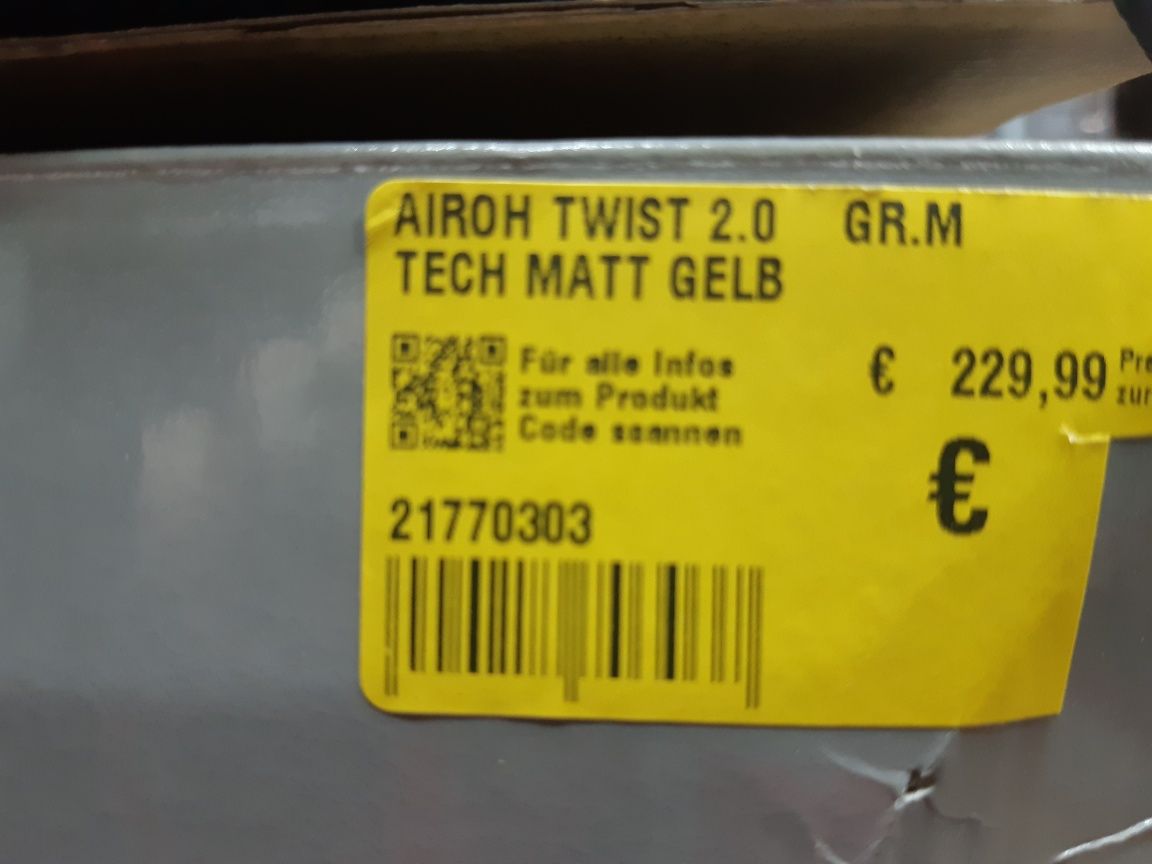 AIROH TWIST 2.0 GR.M
TECH MATT GELB
Für alle Infos
zum Produkt
Code scannen
€ 229,99
€
21770303